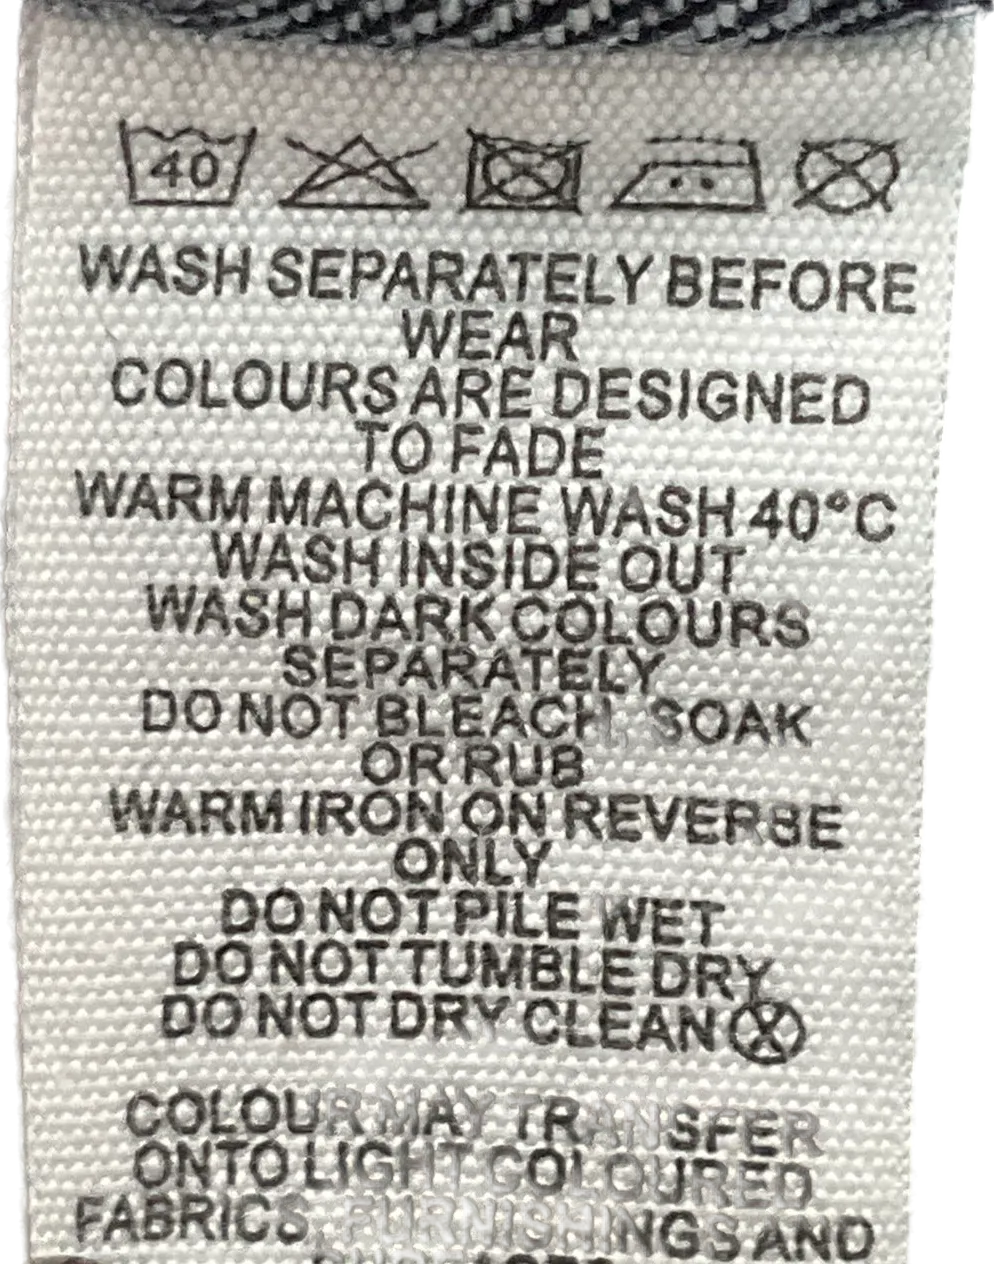 40
WASH SEPARATELY BEFORE
WEAR
COLOURS ARE DESIGNED
TO FADE
WARM MACHINE WASH 40°C
WASH INSIDE OUT
WASH DARK COLOURS
SEPARATELY
DO NOT BLEACH, SOAK
OR RUB
WARM IRON ON REVERSE
ONLY
DO NOT PILE WET
DO NOT TUMBLE DRY
DO NOT DRY CLEAN
COLOUR MAY TRANSFER
ONTO LIGHT COLOURED
FABRICS, FURNISHINGS AND